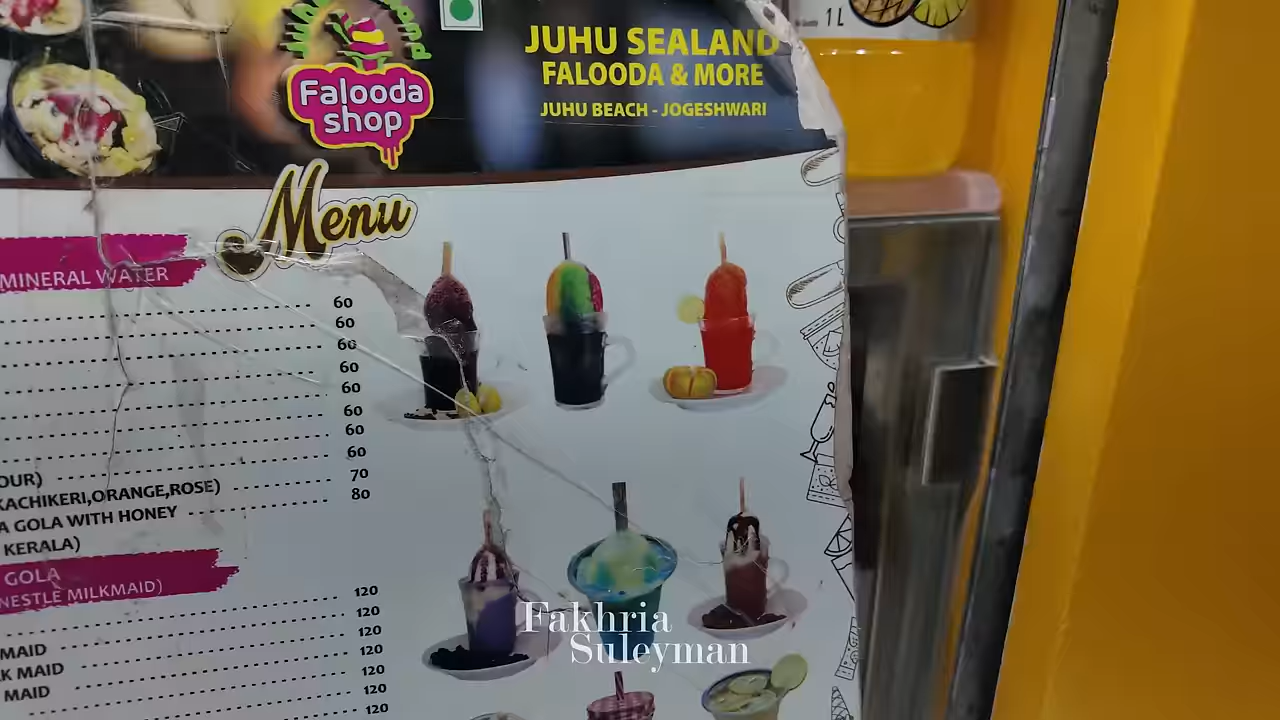 1 L
JUHU SEALAND
FALOODA & MORE
JUHU BEACH - JOGESHWARI
Falooda
shop
Menu
MINERAL WATER
60
60
60
60
60
60
60
60
OUR) 70
KACHIKERI,ORANGE,ROSE) 80
A GOLA WITH HONEY
KERALA)
GOLA
NESTLE MILKMAID)
120
120
MAID 120
K MAID 120
MAID 120
120
120
Fakhria
Suleyman